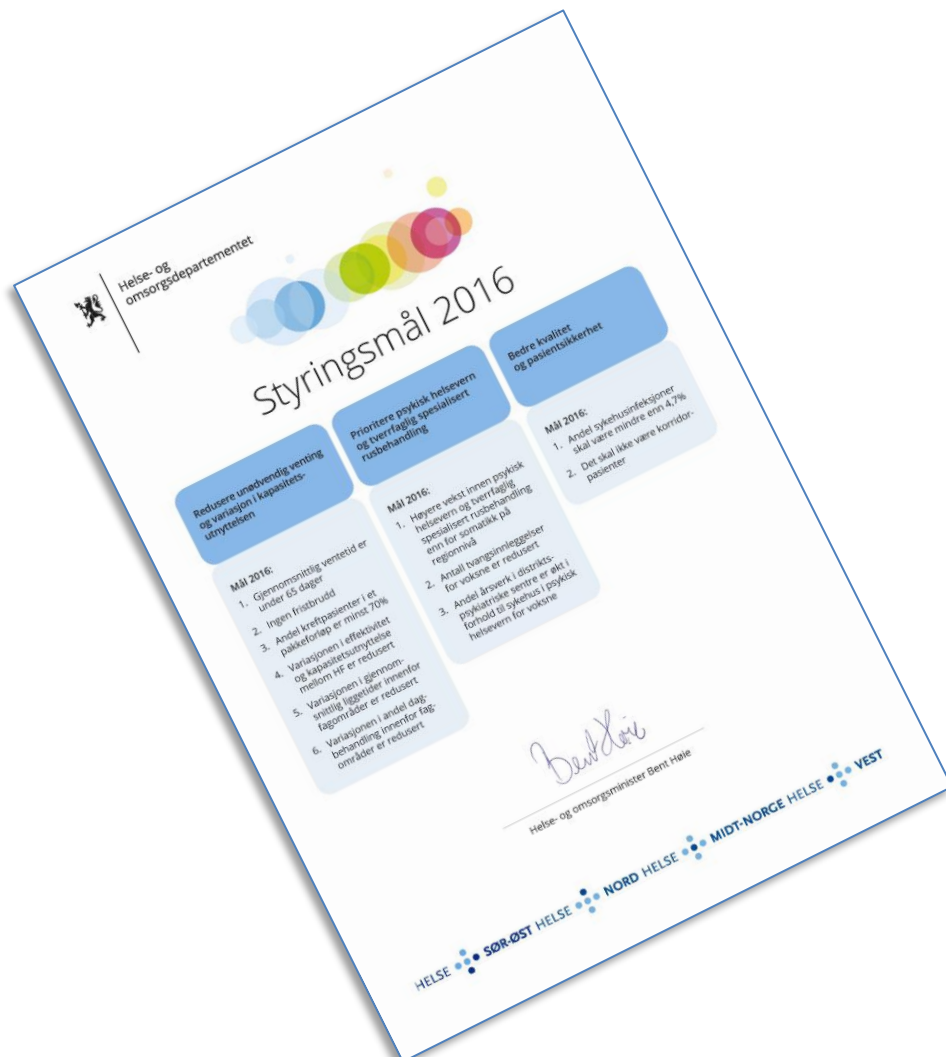 Helse- og
omsorgsdepartementet
Styringsmål 2016
Redusere unødvendig venting
og variasjon i kapasitets-
utnyttelsen
Mål 2016:
1. Gjennomsnittlig ventetid er
under 65 dager
2. Ingen fristbrudd
3. Andel kreftpasienter i et
pakkeforløp er minst 70%
4. Variasjonen i effektivitet
og kapasitetsutnyttelse
mellom HF er redusert
5. Variasjonen i gjennom-
snittlig liggetider innenfor
fagområder er redusert
6. Variasjonen i andel dag-
behandling innenfor fag-
områder er redusert
Prioritere psykisk helsevern
og tverrfaglig spesialisert
rusbehandling
Mål 2016:
1. Høyere vekst innen psykisk
helsevern og tverrfaglig
spesialisert rusbehandling
enn for somatikk på
regionnivå
2. Antall tvangsinnleggelser
for voksne er redusert
3. Andel årsverk i distrikts-
psykiatriske sentre er økt i
forhold til sykehus i psykisk
helsevern for voksne
Bedre kvalitet
og pasientsikkerhet
Mål 2016:
1. Andel sykehusinfeksjoner
skal være mindre enn 4,7%
2. Det skal ikke være korridor-
pasienter
Bent Høie
Helse- og omsorgsminister Bent Høie
HELSE SØR-ØST HELSE NORD HELSE MIDT-NORGE HELSE VEST